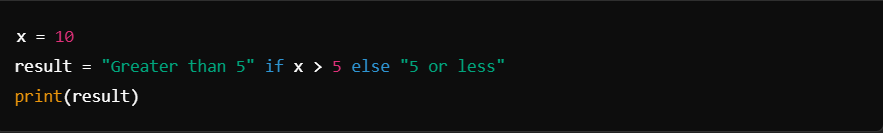 x = 10
result = "Greater than 5" if x > 5 else "5 or less"
print(result)